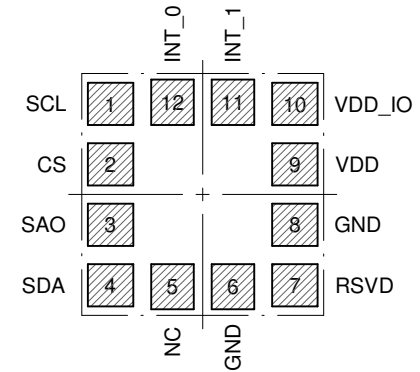 INT_0 INT_1
SCL 1 12 11 10 VDD_IO
CS 2 9 VDD
SAO 3 8 GND
SDA 4 5 6 7 RSVD
NC GND